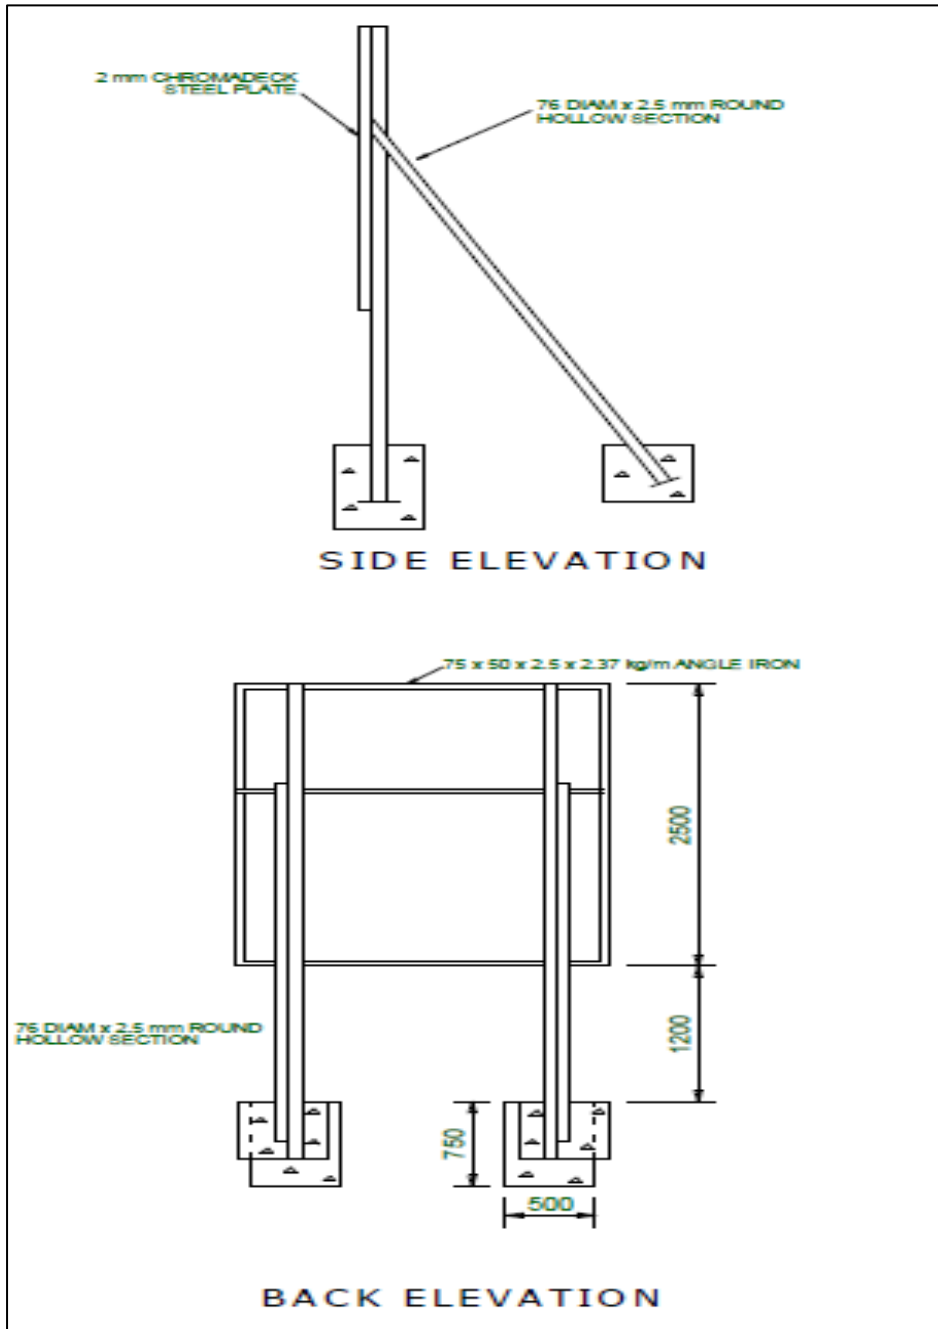 2 mm CHROMADECK
STEEL PLATE
76 DIAM x 2.5 mm ROUND
HOLLOW SECTION
SIDE ELEVATION
75 x 50 x 2.5 x 2.37 kg/m ANGLE IRON
2500
76 DIAM x 2.5 mm ROUND
HOLLOW SECTION
1200
750
500
BACK ELEVATION